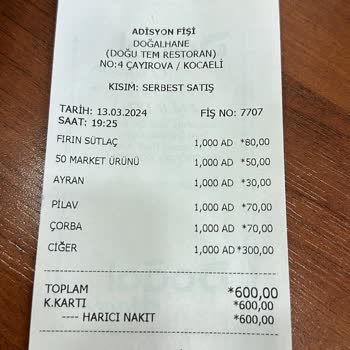 ADİSYON FİŞİ
DOĞALHANE
(DOĞU TEM RESTORAN)
NO:4 ÇAYIROVA / KOCAELİ
KISIM: SERBEST SATIŞ
TARİH: 13.03.2024 FİŞ NO: 7707
SAAT: 19:25
FIRIN SÜTLAÇ 1,000 AD *80,00
50 MARKET ÜRÜNÜ 1,000 AD *50,00
AYRAN 1,000 AD *30,00
PİLAV 1,000 AD *70,00
ÇORBA 1,000 AD *70,00
CİĞER 1,000 AD *300,00
TOPLAM *600,00
K.KARTI *600,00
---- HARICI NAKIT *600,00